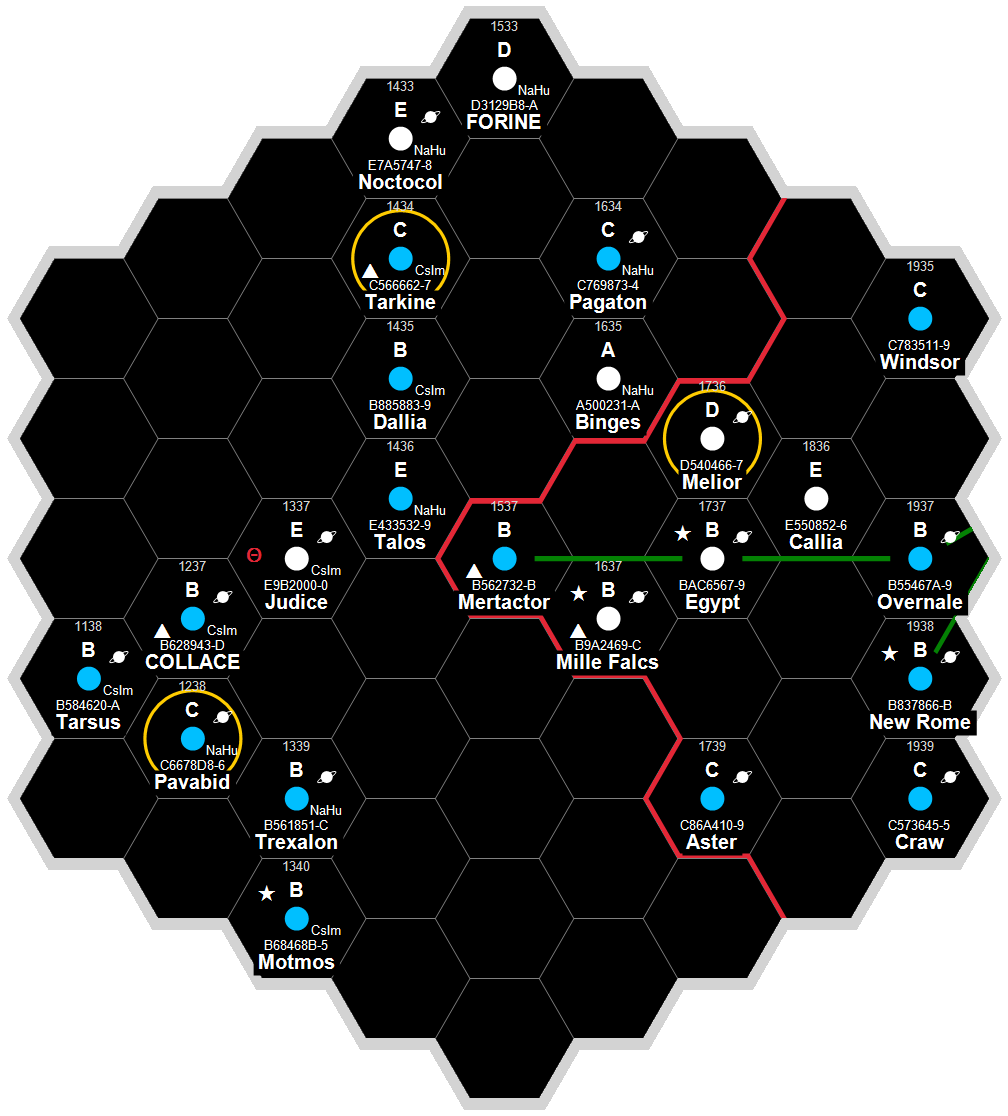 1533
D
NaHu
D3129B8-A
FORINE
1433
E
NaHu
E7A5747-8
Noctocol
1434
C
CsIm
C566662-7
Tarkine
1634
C
NaHu
C769873-4
Pagaton
1935
C
C783511-9
Windsor
1435
B
CsIm
B885883-9
Dallia
1635
A
NaHu
A500231-A
Binges
1736
D
D540466-7
Melior
1436
E
NaHu
E433532-9
Talos
1836
E
E550852-6
Callia
1337
E
CsIm
E9B2000-0
Judice
Θ
1537
B
B562732-B
Mertactor
1737
B
BAC6567-9
Egypt
1937
B
B55467A-9
Overnale
1237
B
CsIm
B628943-D
COLLACE
1637
B
B9A2469-C
Mille Falcs
1138
B
CsIm
B584620-A
Tarsus
1938
B
B837866-B
New Rome
1238
C
NaHu
C6678D8-6
Pavabid
1339
B
NaHu
B561851-C
Trexalon
1739
C
C86A410-9
Aster
1939
C
C573645-5
Craw
1340
B
CsIm
B68468B-5
Motmos